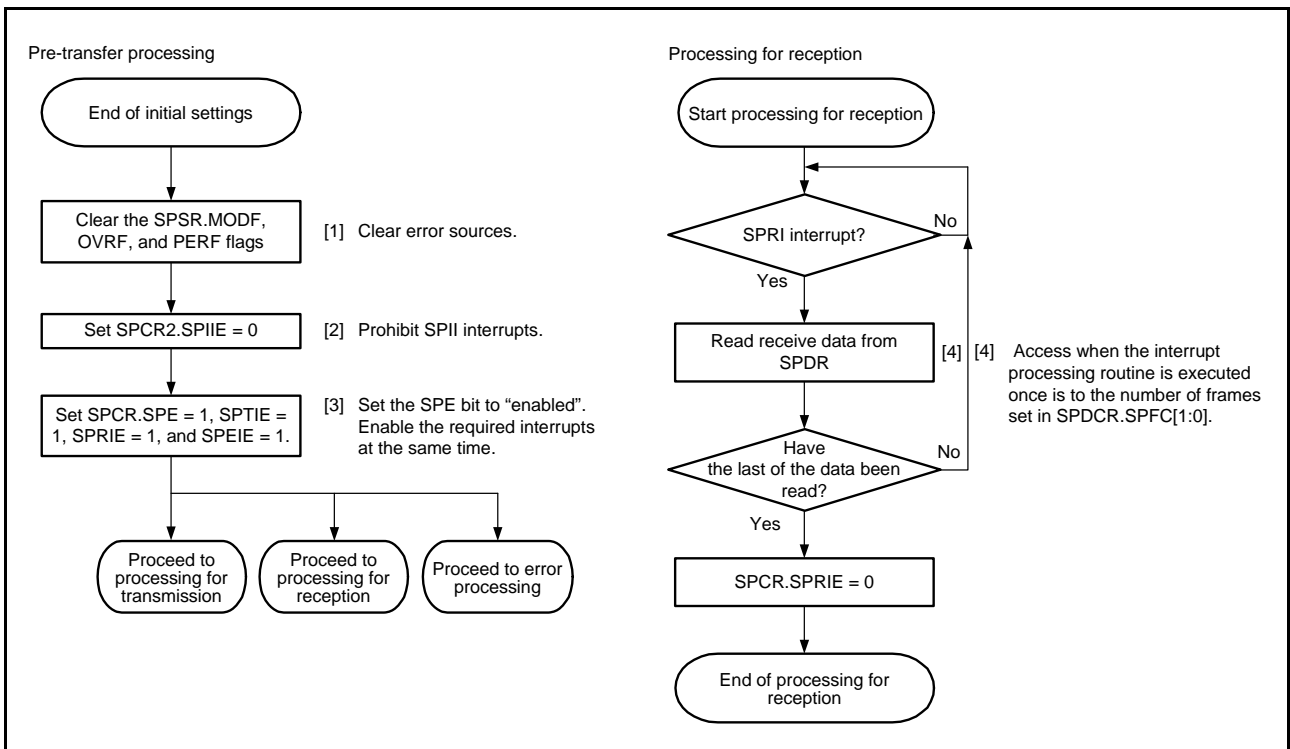 Pre-transfer processing
End of initial settings
Clear the SPSR.MODF,
OVRF, and PERF flags
[1] Clear error sources.
Set SPCR2.SPIIE = 0
[2] Prohibit SPII interrupts.
Set SPCR.SPE = 1, SPTIE =
1, SPRIE = 1, and SPEIE = 1.
[3] Set the SPE bit to “enabled”.
Enable the required interrupts
at the same time.
Proceed to
processing for
transmission
Proceed to
processing for
reception
Proceed to error
processing
Processing for reception
Start processing for reception
SPRI interrupt?
No
Yes
Read receive data from
SPDR
[4]
[4] Access when the interrupt
processing routine is executed
once is to the number of frames
set in SPDCR.SPFC[1:0].
Have
the last of the data been
read?
No
Yes
SPCR.SPRIE = 0
End of processing for
reception